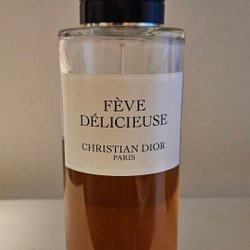 FÈVE
DÉLICIEUSE
CHRISTIAN DIOR
PARIS